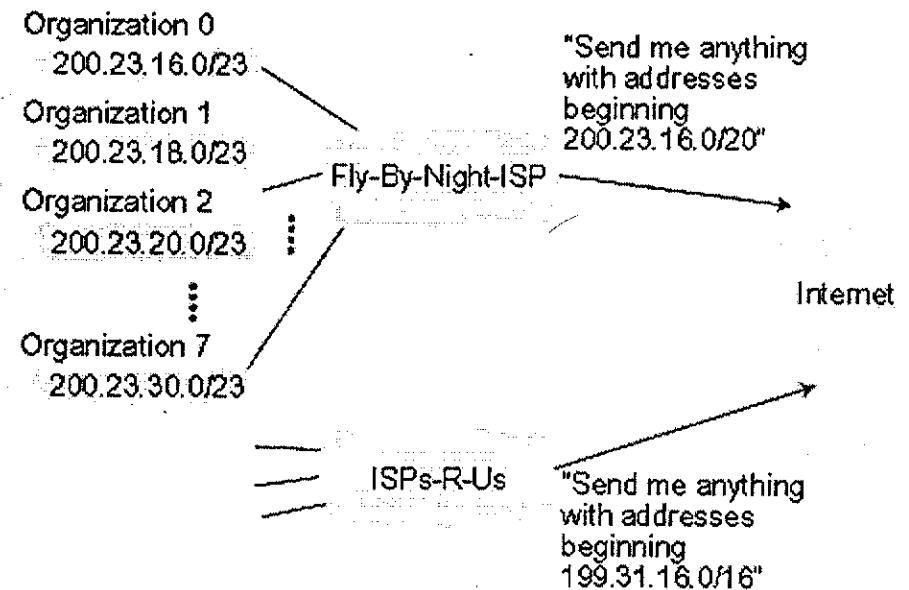 Organization 0
200.23.16.0/23
Organization 1
200.23.18.0/23
Organization 2
200.23.20.0/23
Organization 7
200.23.30.0/23
Fly-By-Night-ISP
"Send me anything
with addresses
beginning
200.23.16.0/20"
Internet
ISPs-R-Us
"Send me anything
with addresses
beginning
199.31.16.0/16"